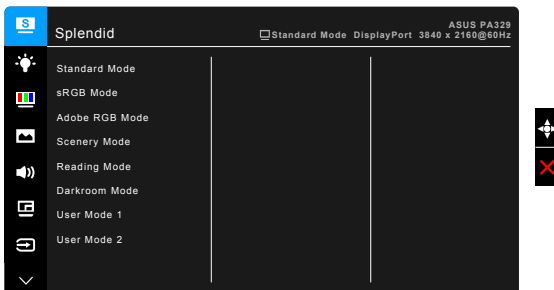 S
ASUS PA329
Splendid
Standard Mode DisplayPort 3840 x 2160@60Hz
Standard Mode
sRGB Mode
Adobe RGB Mode
Scenery Mode
Reading Mode
Darkroom Mode
User Mode 1
User Mode 2